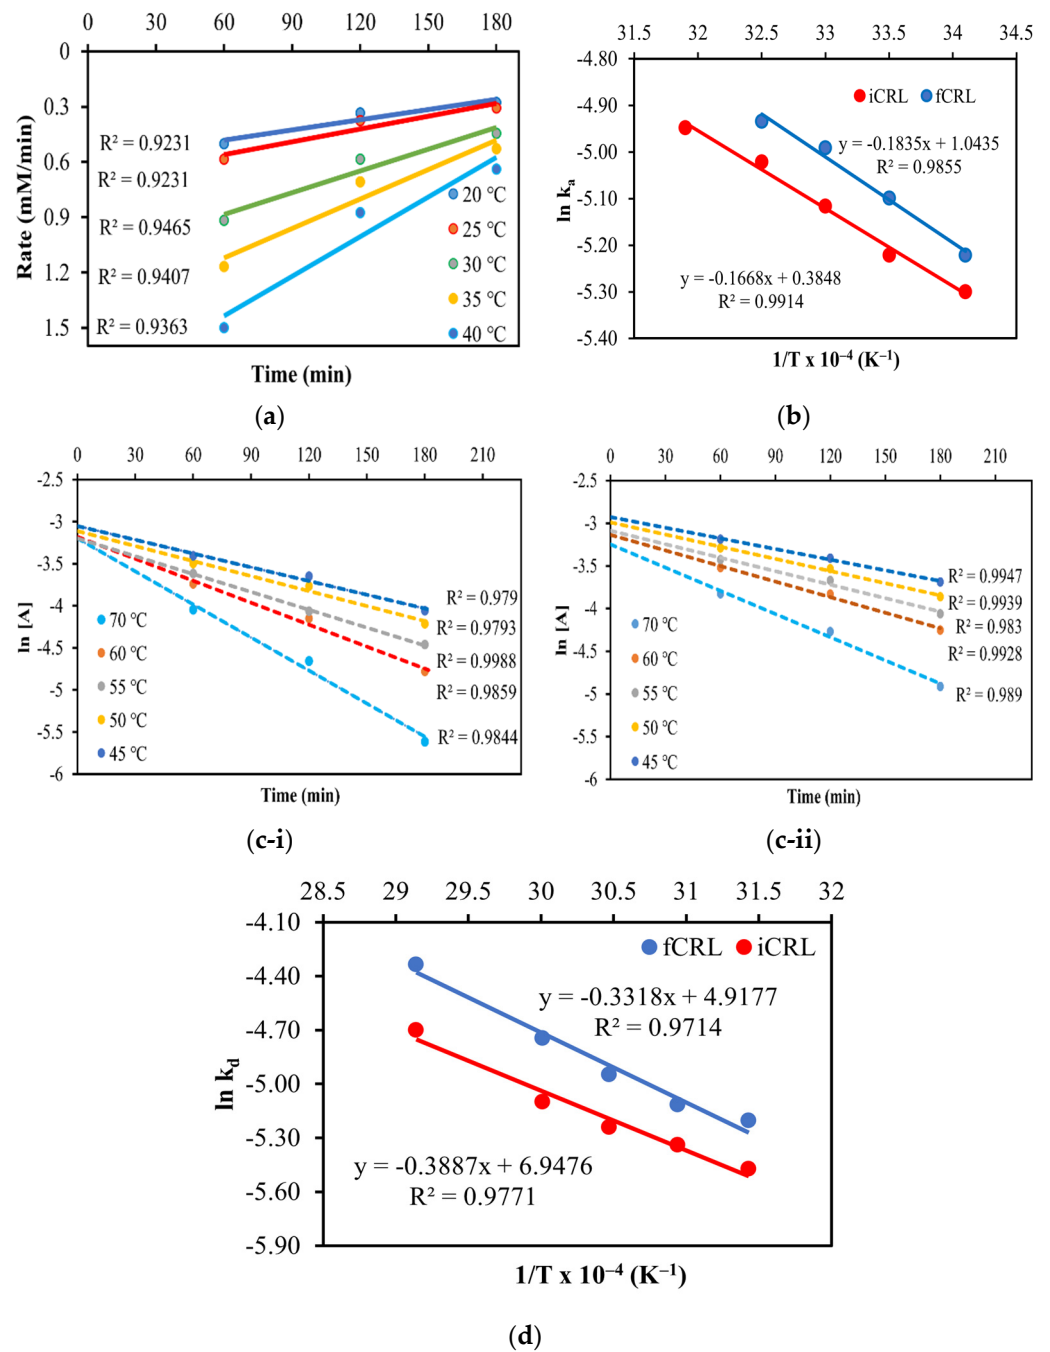 0 30 60 90 120 150 180
0
0.3
0.6
0.9
1.2
1.5
Rate (mM/min)
R² = 0.9231
R² = 0.9231
R² = 0.9465
R² = 0.9407
R² = 0.9363
20 °C
25 °C
30 °C
35 °C
40 °C
Time (min)
(a)
31.5 32 32.5 33 33.5 34 34.5
-4.80
-4.90
-5.00
-5.10
-5.20
-5.30
-5.40
ln kₐ
iCRL fCRL
y = -0.1835x + 1.0435
R² = 0.9855
y = -0.1668x + 0.3848
R² = 0.9914
1/T x 10⁻⁴ (K⁻¹)
(b)
0 30 60 90 120 150 180 210
-2.5
-3
-3.5
-4
-4.5
-5
-5.5
-6
ln [A]
70 °C
60 °C
55 °C
50 °C
45 °C
R² = 0.979
R² = 0.9793
R² = 0.9988
R² = 0.9859
R² = 0.9844
Time (min)
(c-i)
0 30 60 90 120 150 180 210
-2.5
-3
-3.5
-4
-4.5
-5
-5.5
-6
ln [A]
70 °C
60 °C
55 °C
50 °C
45 °C
R² = 0.9947
R² = 0.9939
R² = 0.983
R² = 0.9928
R² = 0.989
Time (min)
(c-ii)
28.5 29 29.5 30 30.5 31 31.5 32
-4.10
-4.40
-4.70
-5.00
-5.30
-5.60
-5.90
ln k_d
fCRL iCRL
y = -0.3318x + 4.9177
R² = 0.9714
y = -0.3887x + 6.9476
R² = 0.9771
1/T x 10⁻⁴ (K⁻¹)
(d)